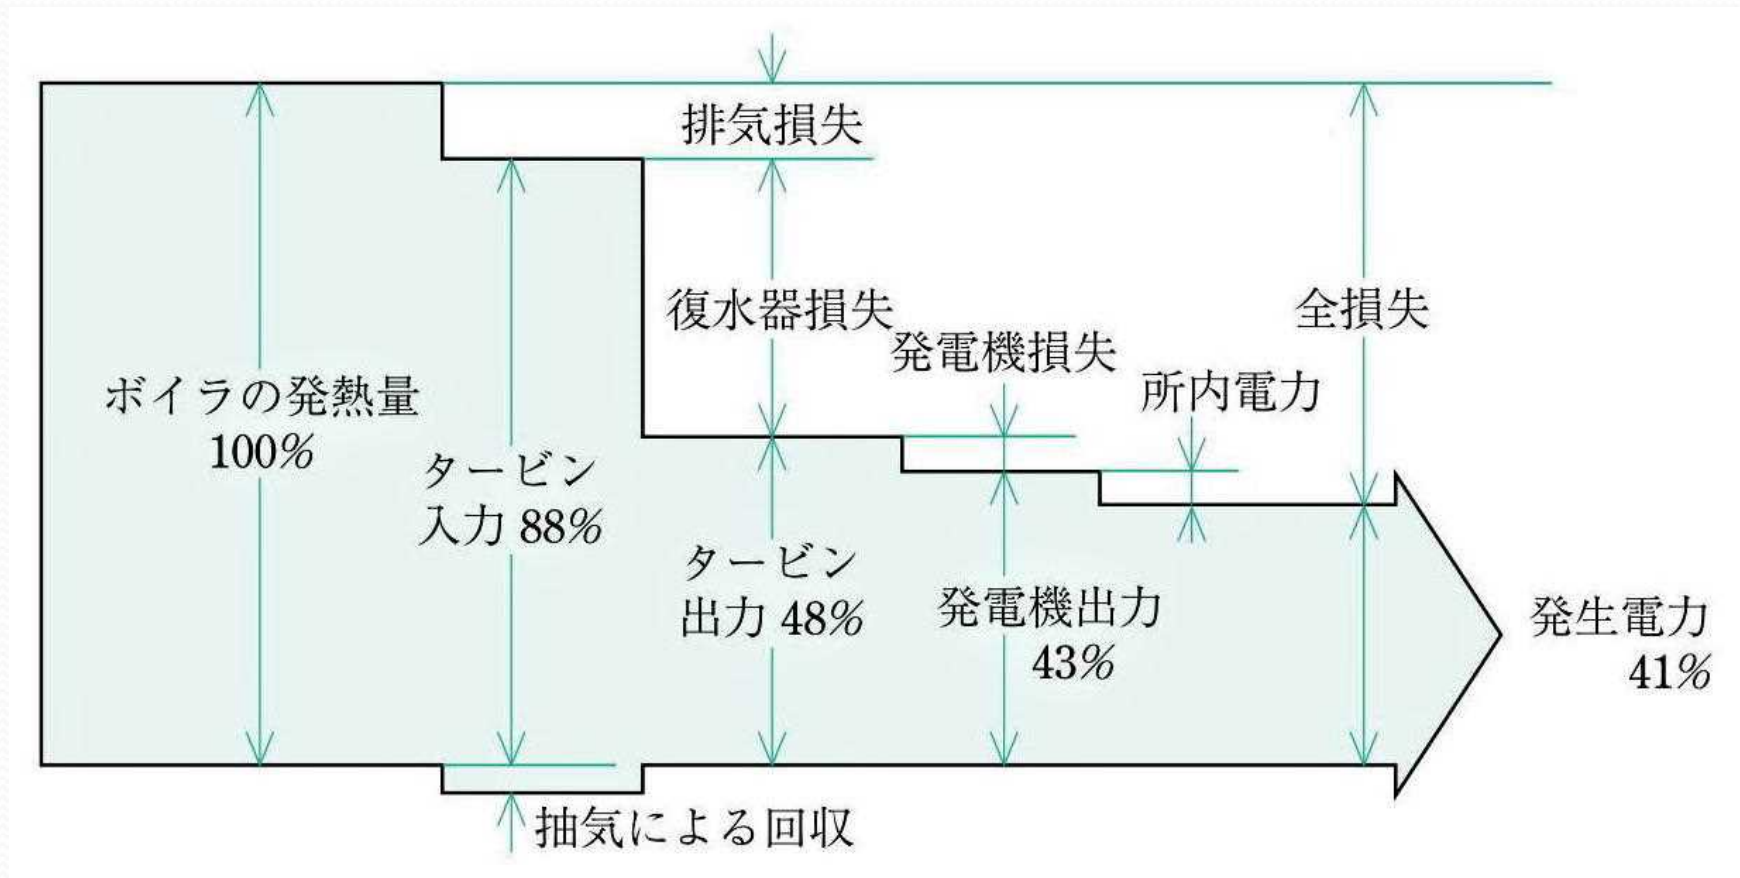 排気損失
復水器損失
全損失
発電機損失
所内電力
ボイラの発熱量
100%
タービン
入力 88%
タービン
出力 48%
発電機出力
43%
発生電力
41%
抽気による回収